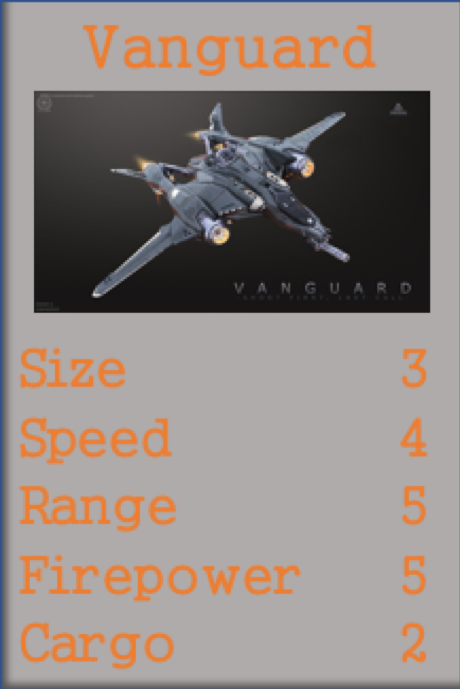 Vanguard
VANGUARD
Size 3
Speed 4
Range 5
Firepower 5
Cargo 2